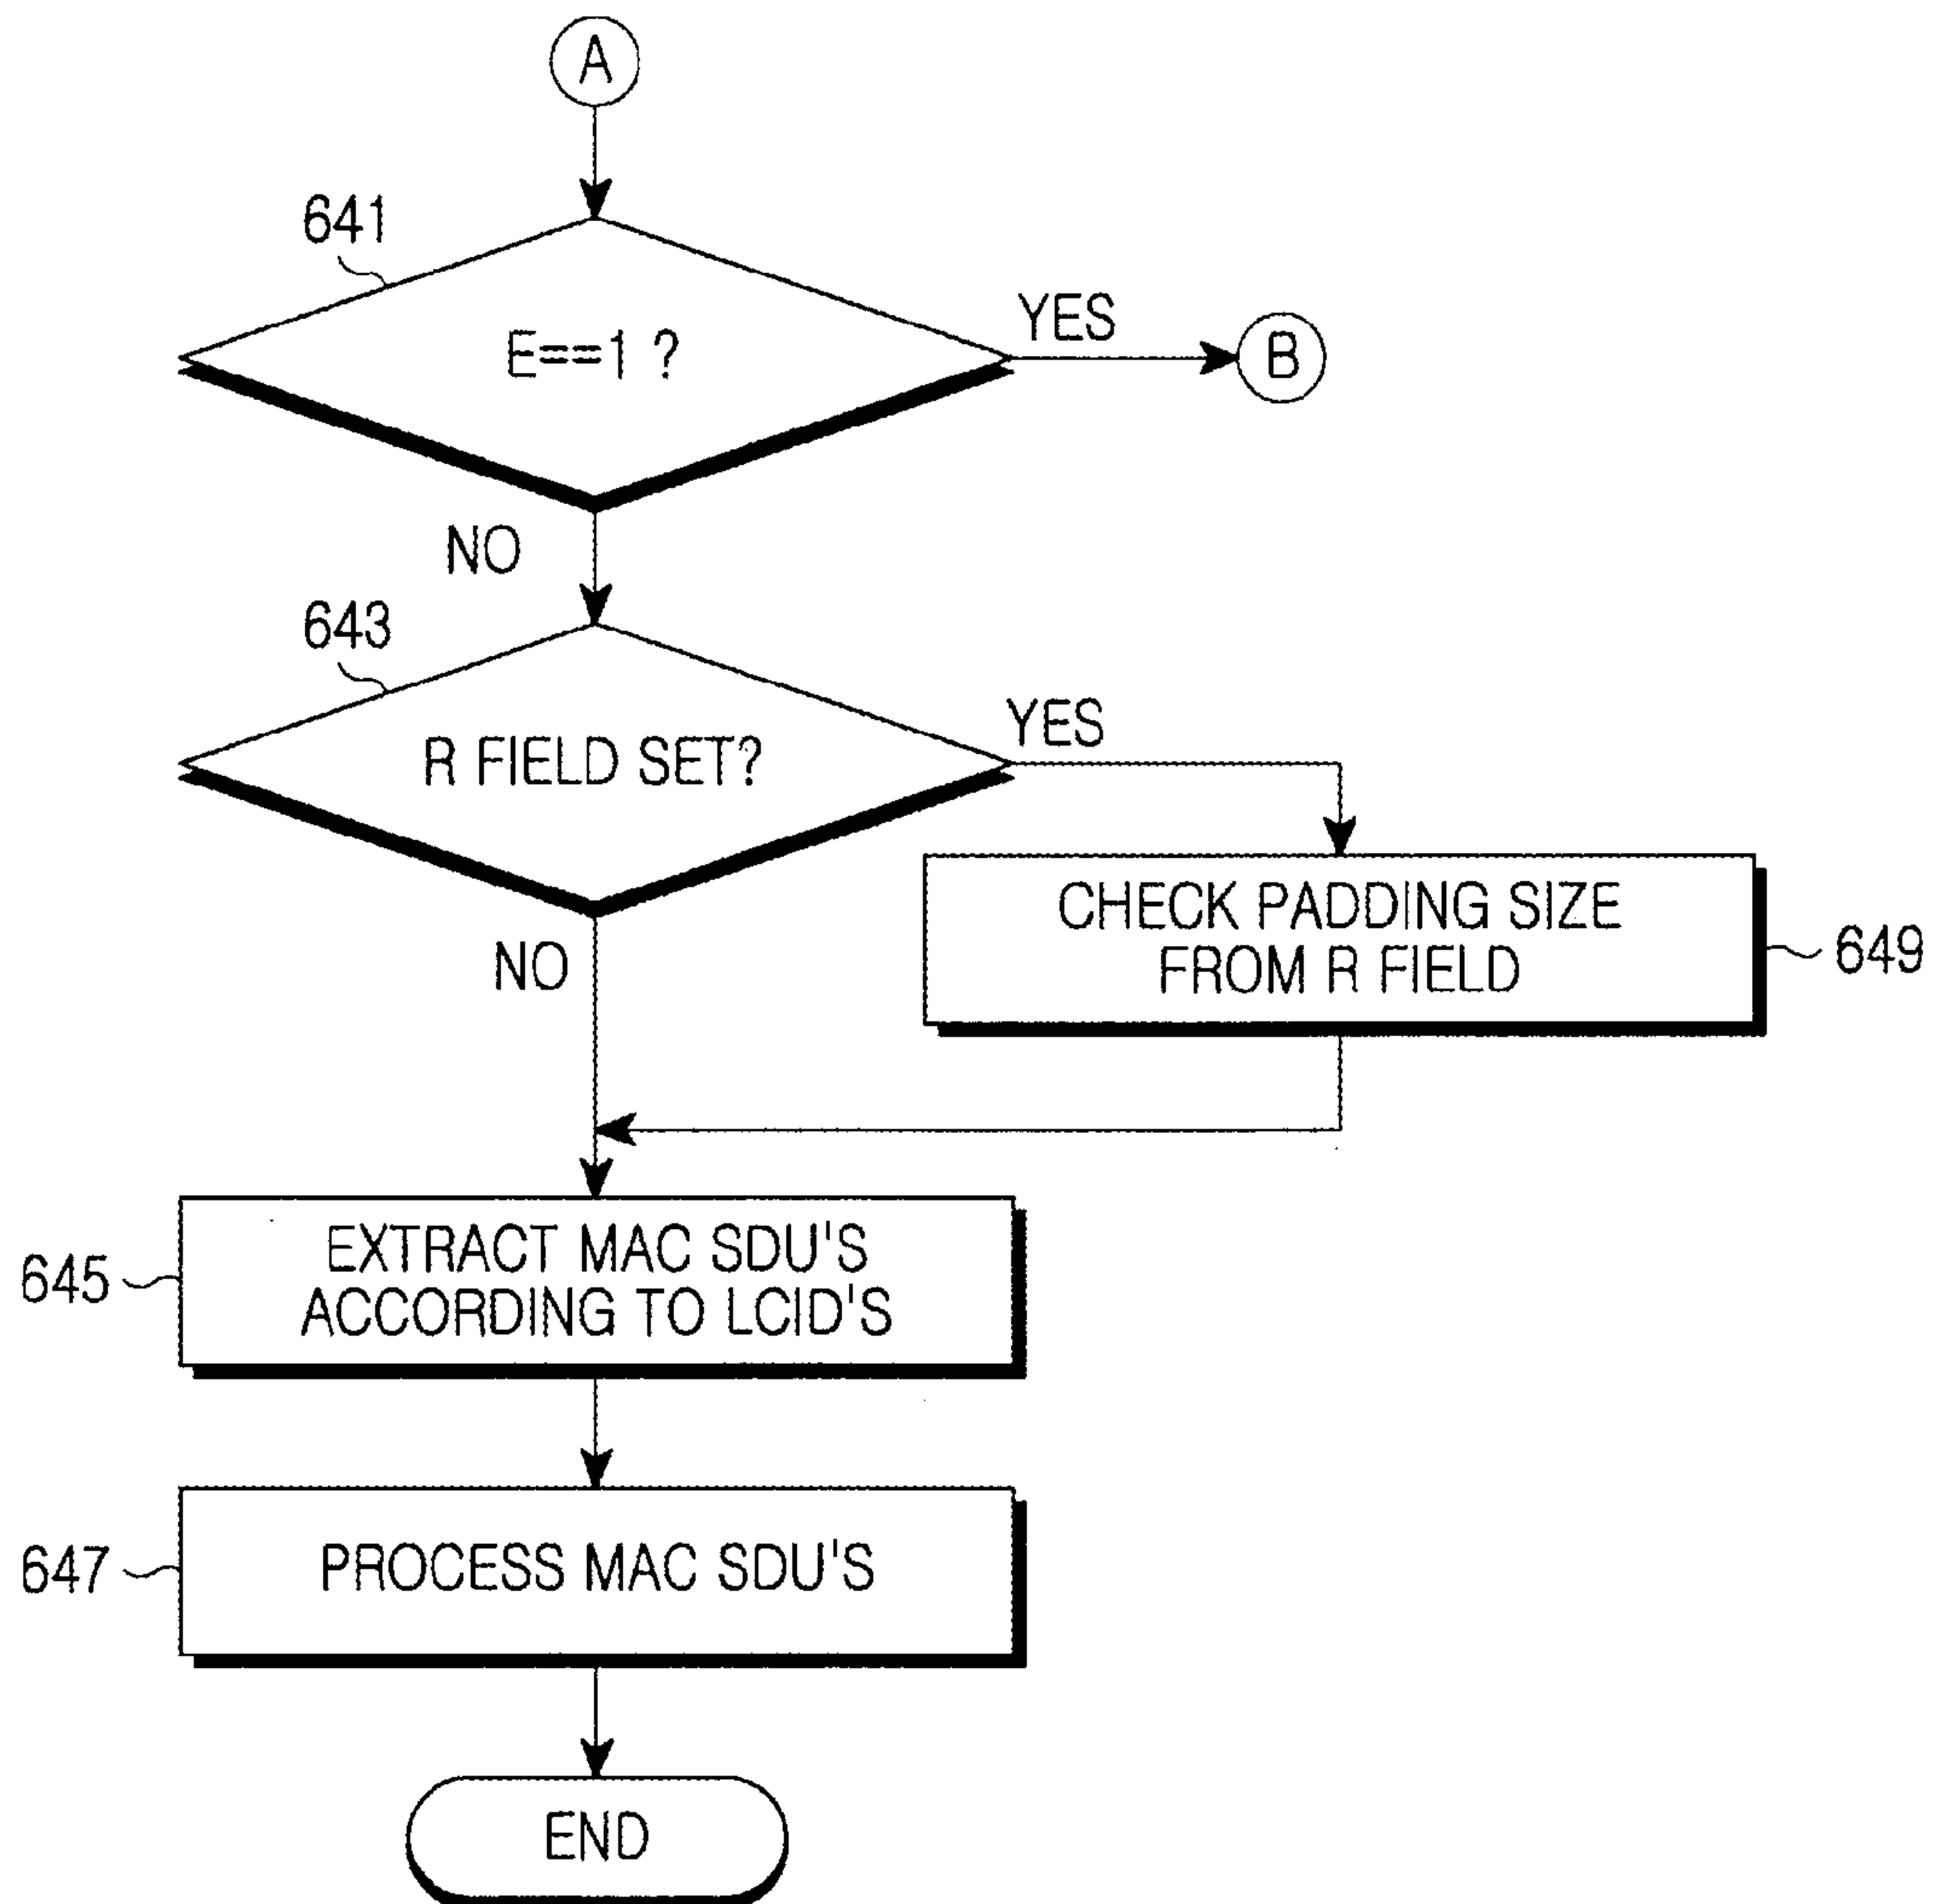 A
641
E==1 ?
YES
B
NO
643
R FIELD SET?
YES
CHECK PADDING SIZE
FROM R FIELD
649
NO
645
EXTRACT MAC SDU'S
ACCORDING TO LCID'S
647
PROCESS MAC SDU'S
END